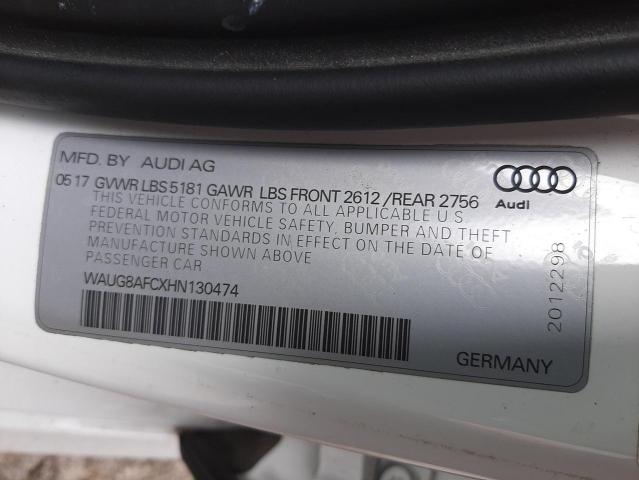 MFD. BY AUDI AG
05 17 GVWR LBS 5181 GAWR LBS FRONT 2612 / REAR 2756
THIS VEHICLE CONFORMS TO ALL APPLICABLE U S
FEDERAL MOTOR VEHICLE SAFETY, BUMPER AND THEFT
PREVENTION STANDARDS IN EFFECT ON THE DATE OF
MANUFACTURE SHOWN ABOVE
PASSENGER CAR
WAUG8AFCXHN130474
Audi
2012298
GERMANY